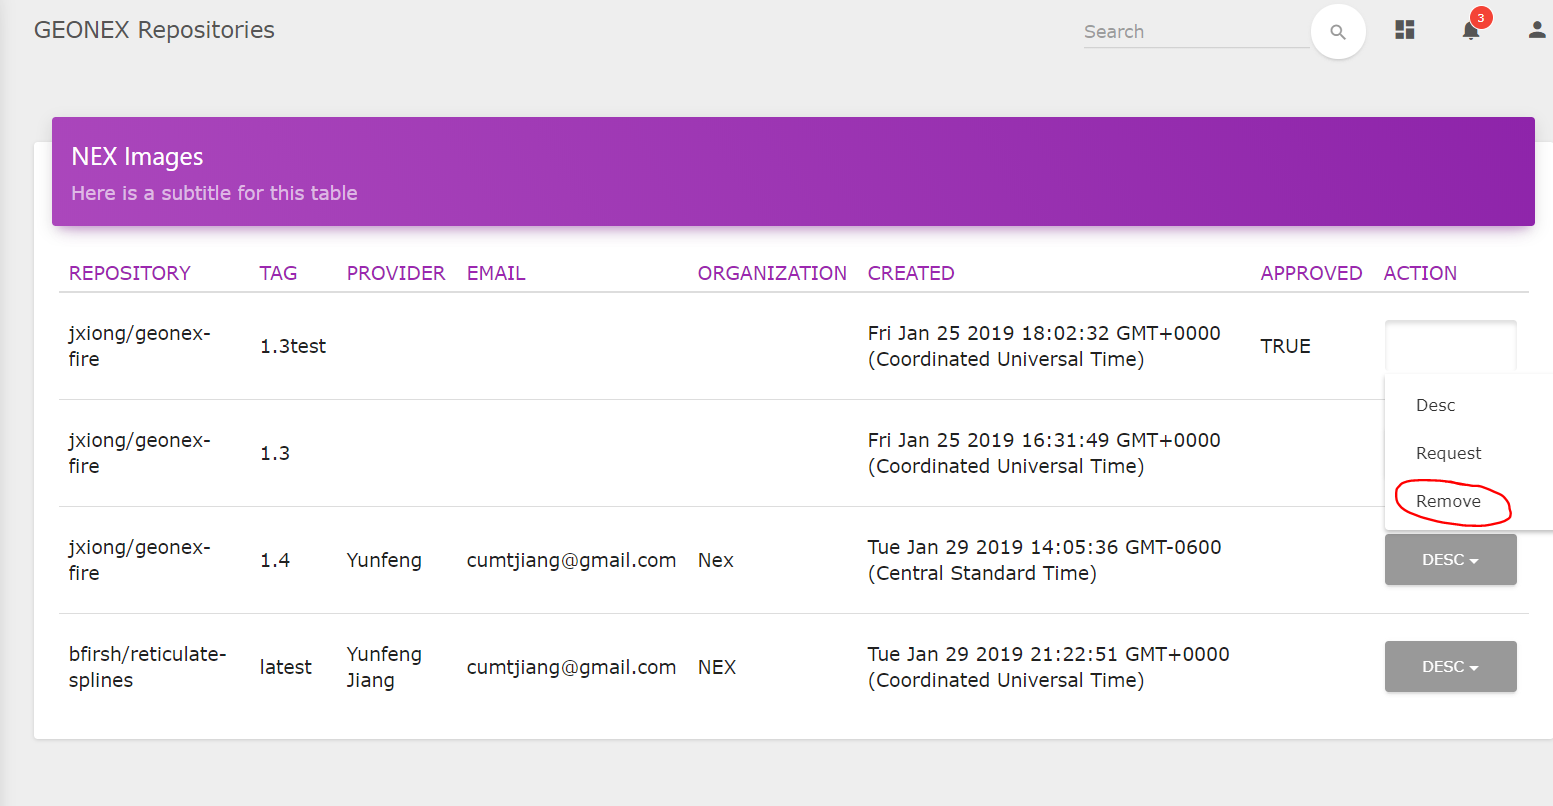 GEONEX Repositories
Search
3
NEX Images
Here is a subtitle for this table
REPOSITORY TAG PROVIDER EMAIL ORGANIZATION CREATED APPROVED ACTION
jxiong/geonex-
fire
1.3test
Fri Jan 25 2019 18:02:32 GMT+0000
(Coordinated Universal Time)
TRUE
Desc
Request
Remove
jxiong/geonex-
fire
1.3
Fri Jan 25 2019 16:31:49 GMT+0000
(Coordinated Universal Time)
jxiong/geonex-
fire
1.4
Yunfeng
cumtjiang@gmail.com
Nex
Tue Jan 29 2019 14:05:36 GMT-0600
(Central Standard Time)
DESC
bfirsh/reticulate-
splines
latest
Yunfeng
Jiang
cumtjiang@gmail.com
NEX
Tue Jan 29 2019 21:22:51 GMT+0000
(Coordinated Universal Time)
DESC